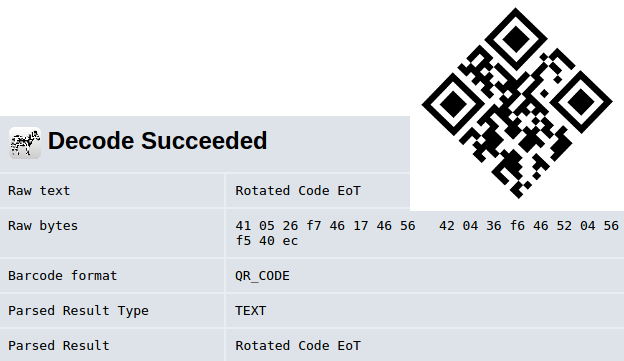 Decode Succeeded
Raw text Rotated Code EoT
Raw bytes 41 05 26 f7 46 17 46 56 42 04 36 f6 46 52 04 56
f5 40 ec
Barcode format QR_CODE
Parsed Result Type TEXT
Parsed Result Rotated Code EoT